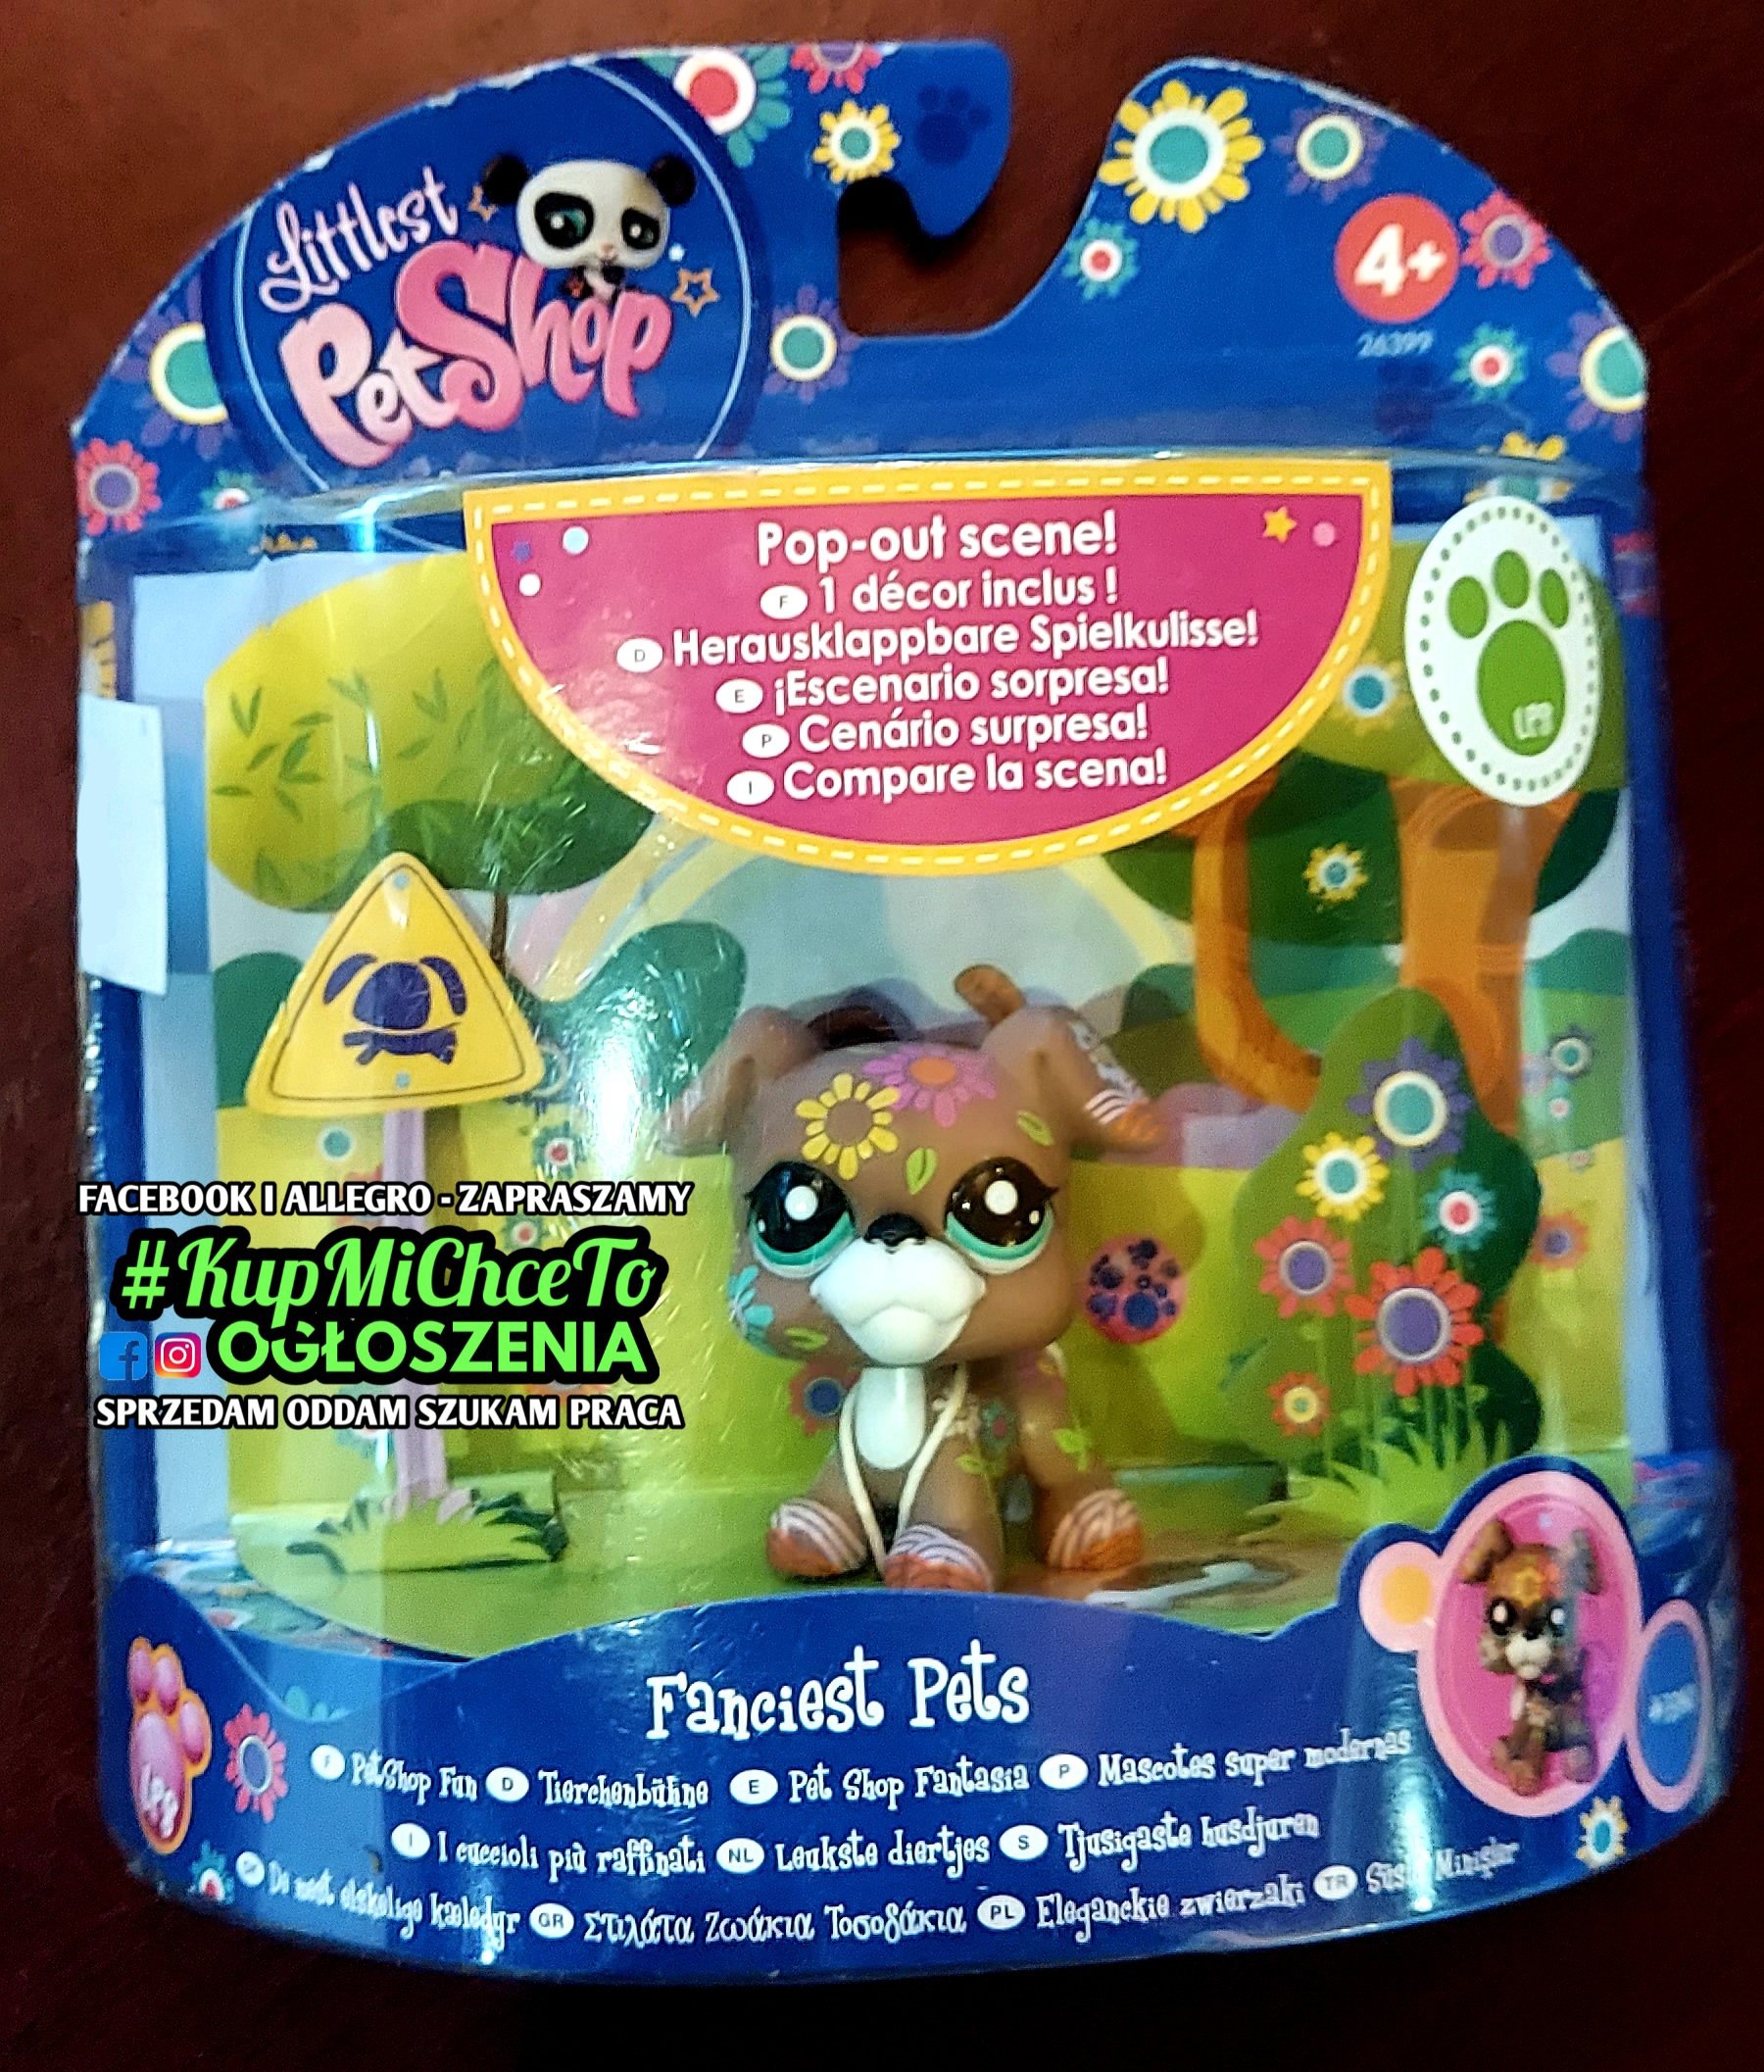 Littlest
PetShop
4+
26399
Pop-out scene!
F 1 décor inclus !
D Herausklappbare Spielkulisse!
E ¡Escenario sorpresa!
P Cenário surpresa!
I Compare la scena!
LPS
FACEBOOK I ALLEGRO - ZAPRASZAMY
#KupMiChceTo
OGŁOSZENIA
SPRZEDAM ODDAM SZUKAM PRACA
Fanciest Pets
F PetShop Fun D Tierchenbühne E Pet Shop Fantasia P Mascotes super modernas
I I cuccioli più raffinati NL Leukste diertjes S Tjusigaste husdjuren
De mest elskelige kæledyr GR Στιλάτα Ζωάκια Τοσοδάκια PL Eleganckie zwierzaki TR Minişler
LPS